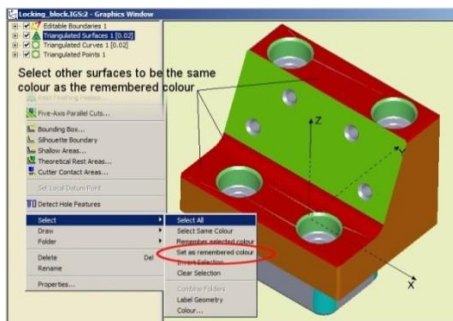 Locking_block.IGS:2 - Graphics Window
Editable Boundaries 1
Triangulated Surfaces 1 [0.02]
Triangulated Curves 1 [0.02]
Triangulated Points 1
Select other surfaces to be the same
colour as the remembered colour
Five-Axis Parallel Cuts...
Bounding Box...
Silhouette Boundary
Shallow Areas...
Theoretical Rest Areas...
Cutter Contact Areas...
Set Local Datum Point
Detect Hole Features
Select
Draw
Folder
Delete Del
Rename
Properties...
Select All
Select Same Colour
Remember selected colour
Set as remembered colour
Invert Selection
Clear Selection
Combine Folders
Label Geometry
Colour...
Z
Y
X